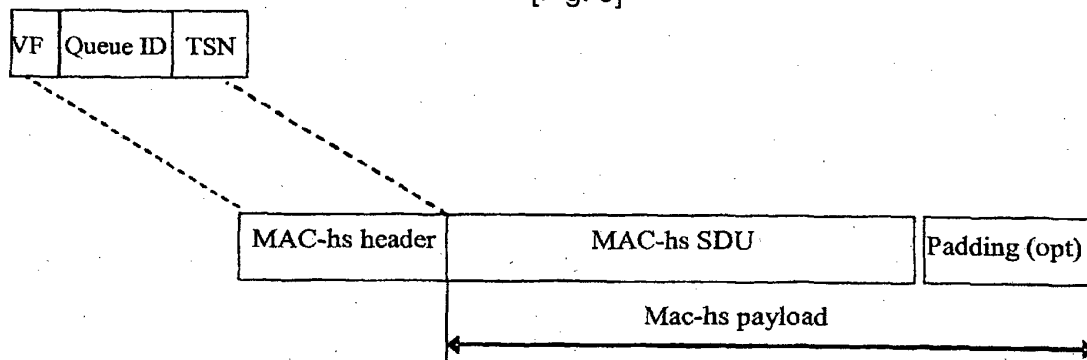 VF Queue ID TSN
MAC-hs header MAC-hs SDU Padding (opt)
Mac-hs payload